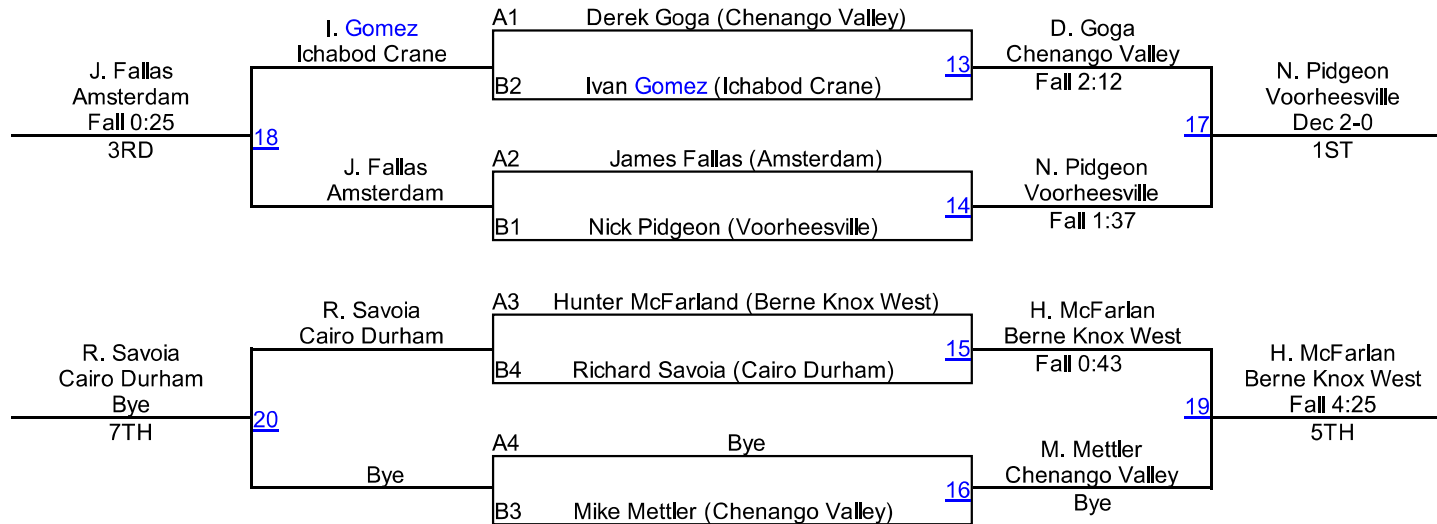 A1 Derek Goga (Chenango Valley)
I. Gomez
Ichabod Crane
D. Goga
Chenango Valley
Fall 2:12
13
B2 Ivan Gomez (Ichabod Crane)
J. Fallas
Amsterdam
Fall 0:25
3RD
18
N. Pidgeon
Voorheesville
Dec 2-0
1ST
17
A2 James Fallas (Amsterdam)
J. Fallas
Amsterdam
N. Pidgeon
Voorheesville
Fall 1:37
14
B1 Nick Pidgeon (Voorheesville)
A3 Hunter McFarland (Berne Knox West)
R. Savoia
Cairo Durham
H. McFarlan
Berne Knox West
Fall 0:43
15
B4 Richard Savoia (Cairo Durham)
R. Savoia
Cairo Durham
Bye
7TH
20
H. McFarlan
Berne Knox West
Fall 4:25
5TH
19
A4 Bye
Bye
M. Mettler
Chenango Valley
Bye
16
B3 Mike Mettler (Chenango Valley)